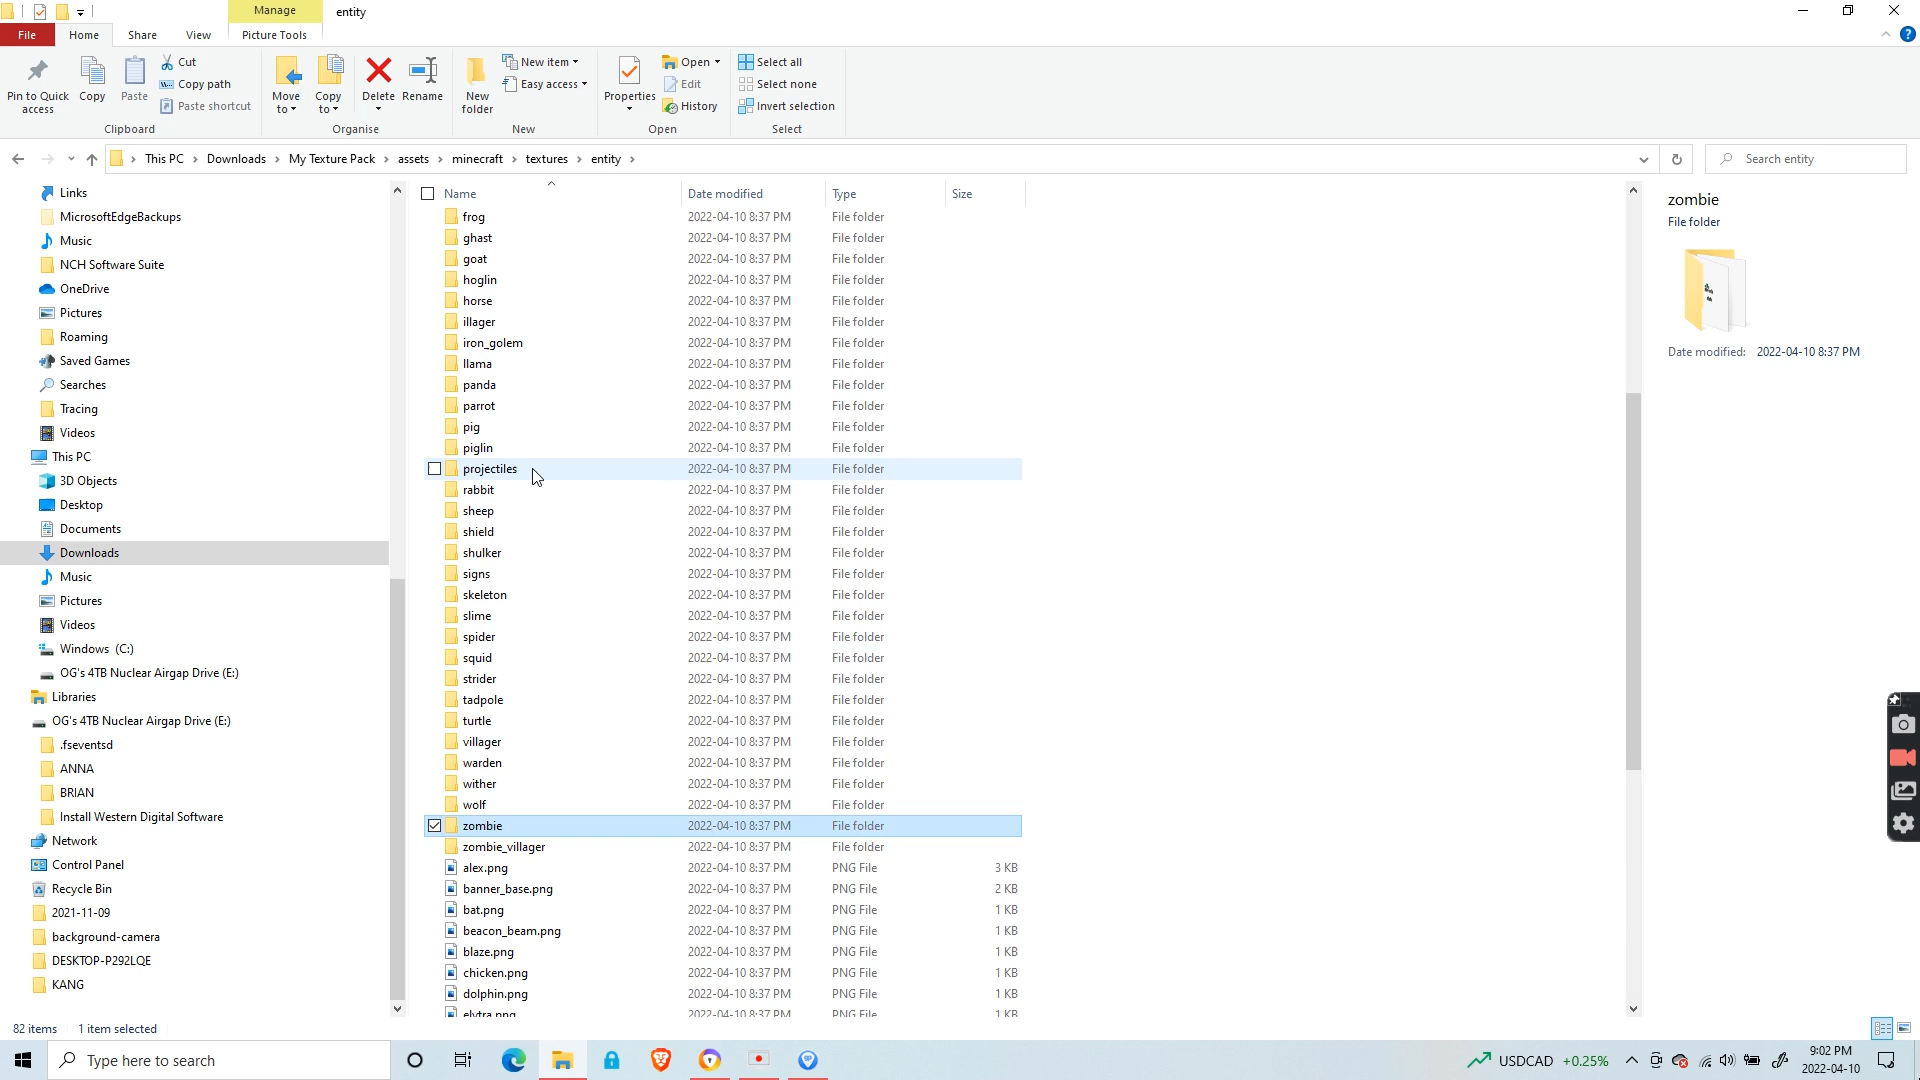 Manage entity
File Home Share View Picture Tools
Pin to Quick access
Copy
Paste
Cut
Copy path
Paste shortcut
Clipboard
Move to
Copy to
Delete
Rename
Organise
New folder
New item
Easy access
New
Properties
Open
Edit
History
Open
Select all
Select none
Invert selection
Select
This PC > Downloads > My Texture Pack > assets > minecraft > textures > entity >
Search entity
Links
MicrosoftEdgeBackups
Music
NCH Software Suite
OneDrive
Pictures
Roaming
Saved Games
Searches
Tracing
Videos
This PC
3D Objects
Desktop
Documents
Downloads
Music
Pictures
Videos
Windows (C:)
OG's 4TB Nuclear Airgap Drive (E:)
Libraries
OG's 4TB Nuclear Airgap Drive (E:)
.fseventsd
ANNA
BRIAN
Install Western Digital Software
Network
Control Panel
Recycle Bin
2021-11-09
background-camera
DESKTOP-P292LQE
KANG
Name Date modified Type Size
frog 2022-04-10 8:37 PM File folder
ghast 2022-04-10 8:37 PM File folder
goat 2022-04-10 8:37 PM File folder
hoglin 2022-04-10 8:37 PM File folder
horse 2022-04-10 8:37 PM File folder
illager 2022-04-10 8:37 PM File folder
iron_golem 2022-04-10 8:37 PM File folder
llama 2022-04-10 8:37 PM File folder
panda 2022-04-10 8:37 PM File folder
parrot 2022-04-10 8:37 PM File folder
pig 2022-04-10 8:37 PM File folder
piglin 2022-04-10 8:37 PM File folder
projectiles 2022-04-10 8:37 PM File folder
rabbit 2022-04-10 8:37 PM File folder
sheep 2022-04-10 8:37 PM File folder
shield 2022-04-10 8:37 PM File folder
shulker 2022-04-10 8:37 PM File folder
signs 2022-04-10 8:37 PM File folder
skeleton 2022-04-10 8:37 PM File folder
slime 2022-04-10 8:37 PM File folder
spider 2022-04-10 8:37 PM File folder
squid 2022-04-10 8:37 PM File folder
strider 2022-04-10 8:37 PM File folder
tadpole 2022-04-10 8:37 PM File folder
turtle 2022-04-10 8:37 PM File folder
villager 2022-04-10 8:37 PM File folder
warden 2022-04-10 8:37 PM File folder
wither 2022-04-10 8:37 PM File folder
wolf 2022-04-10 8:37 PM File folder
zombie 2022-04-10 8:37 PM File folder
zombie_villager 2022-04-10 8:37 PM File folder
alex.png 2022-04-10 8:37 PM PNG File 3 KB
banner_base.png 2022-04-10 8:37 PM PNG File 2 KB
bat.png 2022-04-10 8:37 PM PNG File 1 KB
beacon_beam.png 2022-04-10 8:37 PM PNG File 1 KB
blaze.png 2022-04-10 8:37 PM PNG File 1 KB
chicken.png 2022-04-10 8:37 PM PNG File 1 KB
dolphin.png 2022-04-10 8:37 PM PNG File 1 KB
elytra.png 2022-04-10 8:37 PM PNG File 1 KB
zombie
File folder
Date modified: 2022-04-10 8:37 PM
82 items 1 item selected
Type here to search
USDCAD +0.25%
9:02 PM
2022-04-10